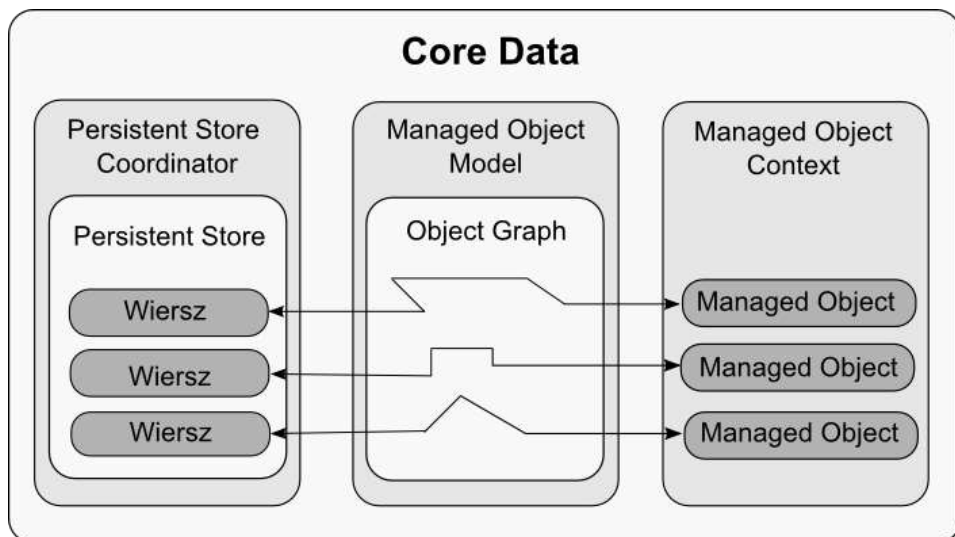 Core Data
Persistent Store
Coordinator
Persistent Store
Wiersz
Wiersz
Wiersz
Managed Object
Model
Object Graph
Managed Object
Context
Managed Object
Managed Object
Managed Object